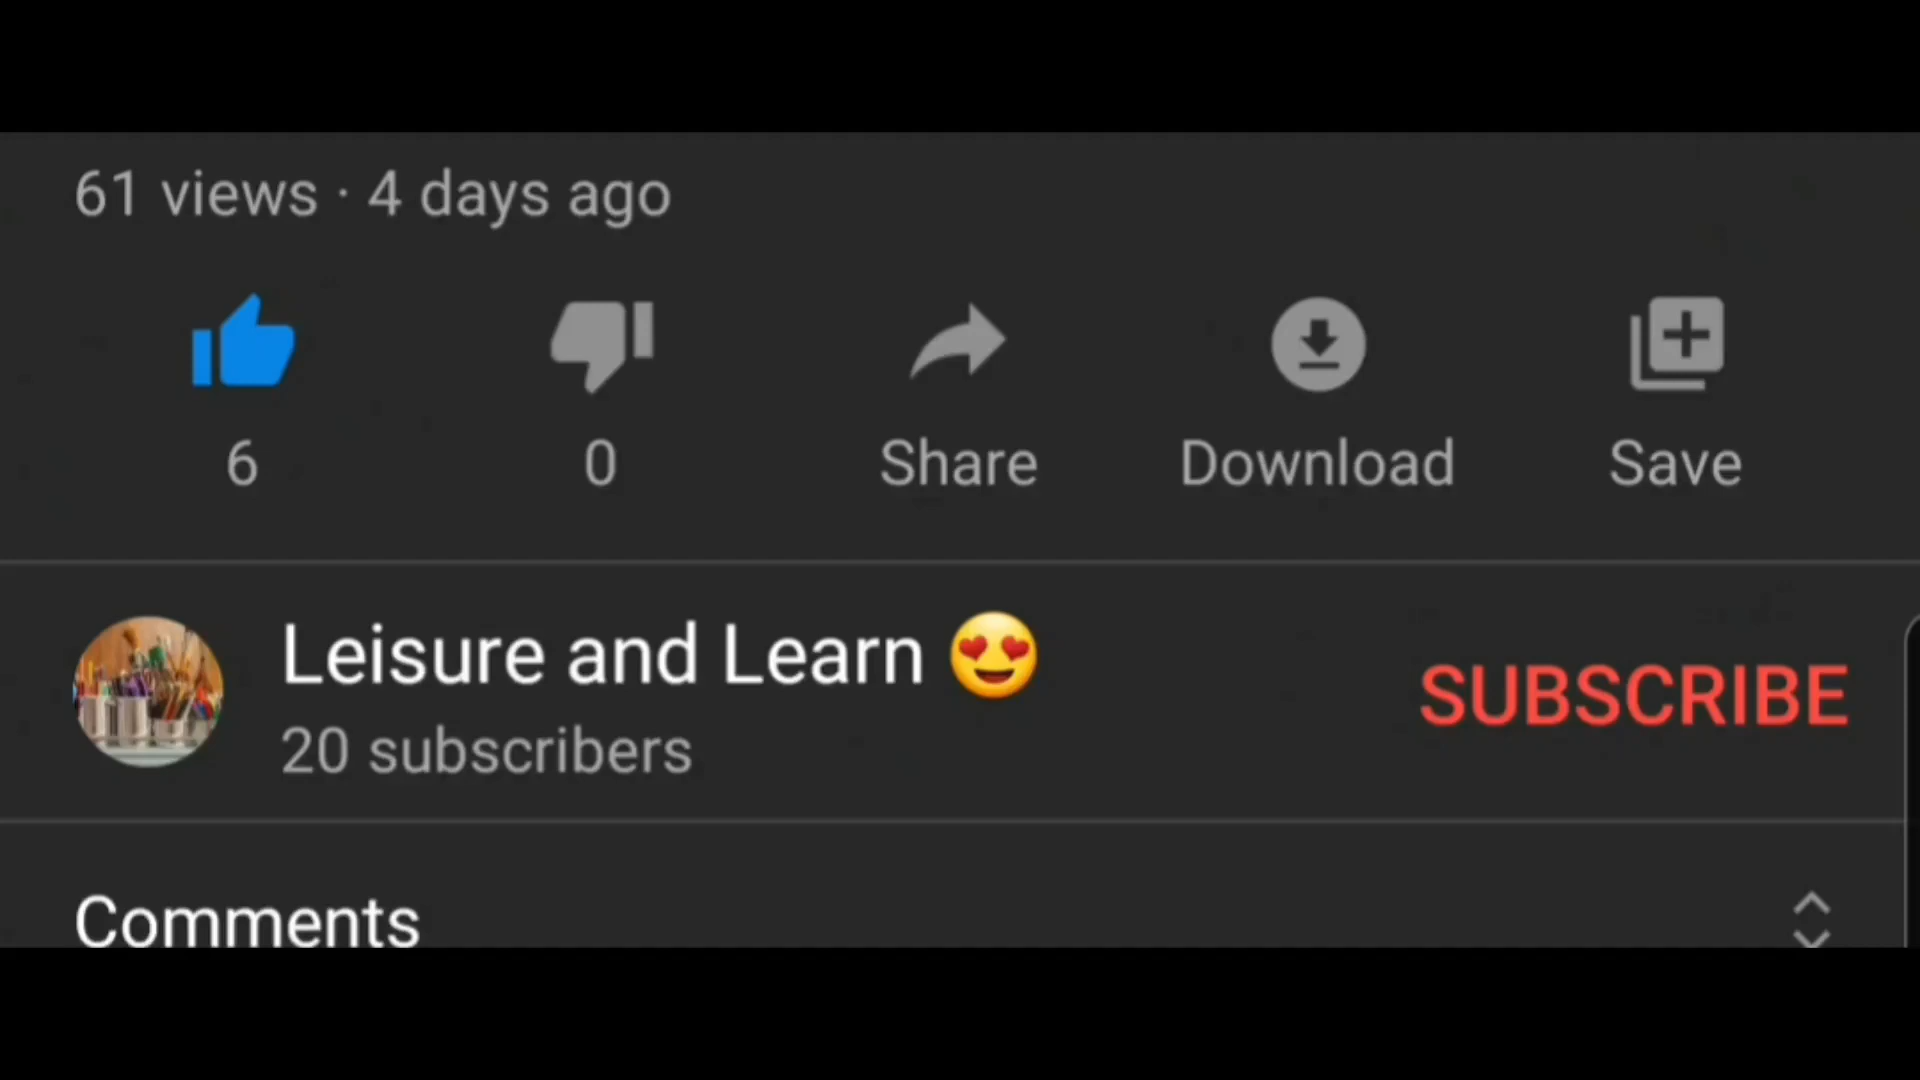 61 views · 4 days ago
6 0 Share Download Save
Leisure and Learn 😍
20 subscribers
SUBSCRIBE
Comments